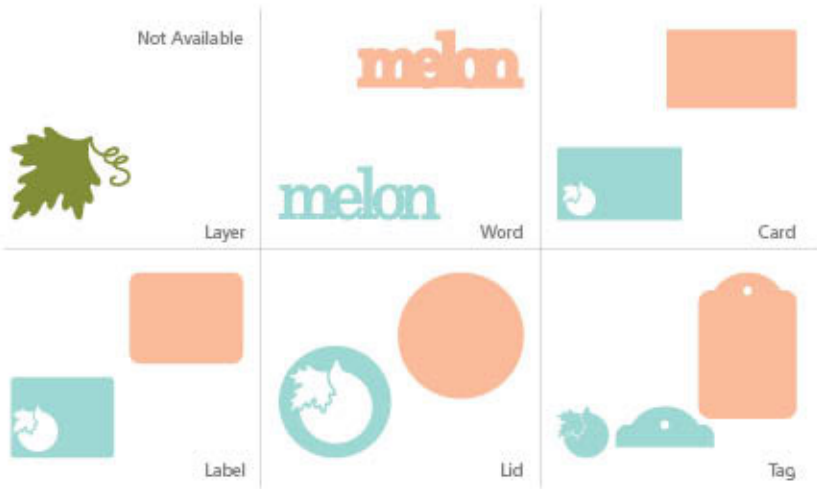 Not Available
Layer
melon
melon
Word
Card
Label
Lid
Tag